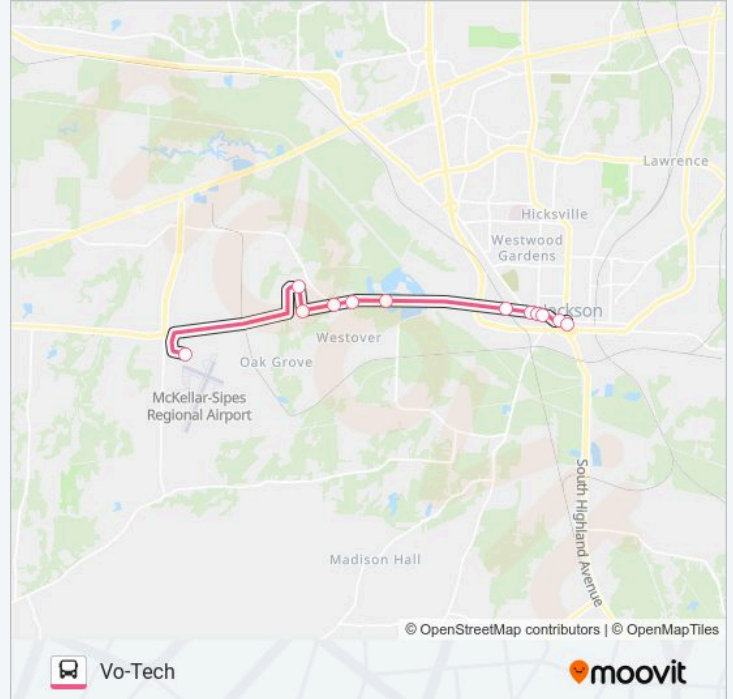 Lawrence
Hicksville
Westwood
Gardens
Jackson
Westover
Oak Grove
McKellar-Sipes
Regional Airport
South Highland Avenue
Madison Hall
© OpenStreetMap contributors | © OpenMapTiles
Vo-Tech
moovit